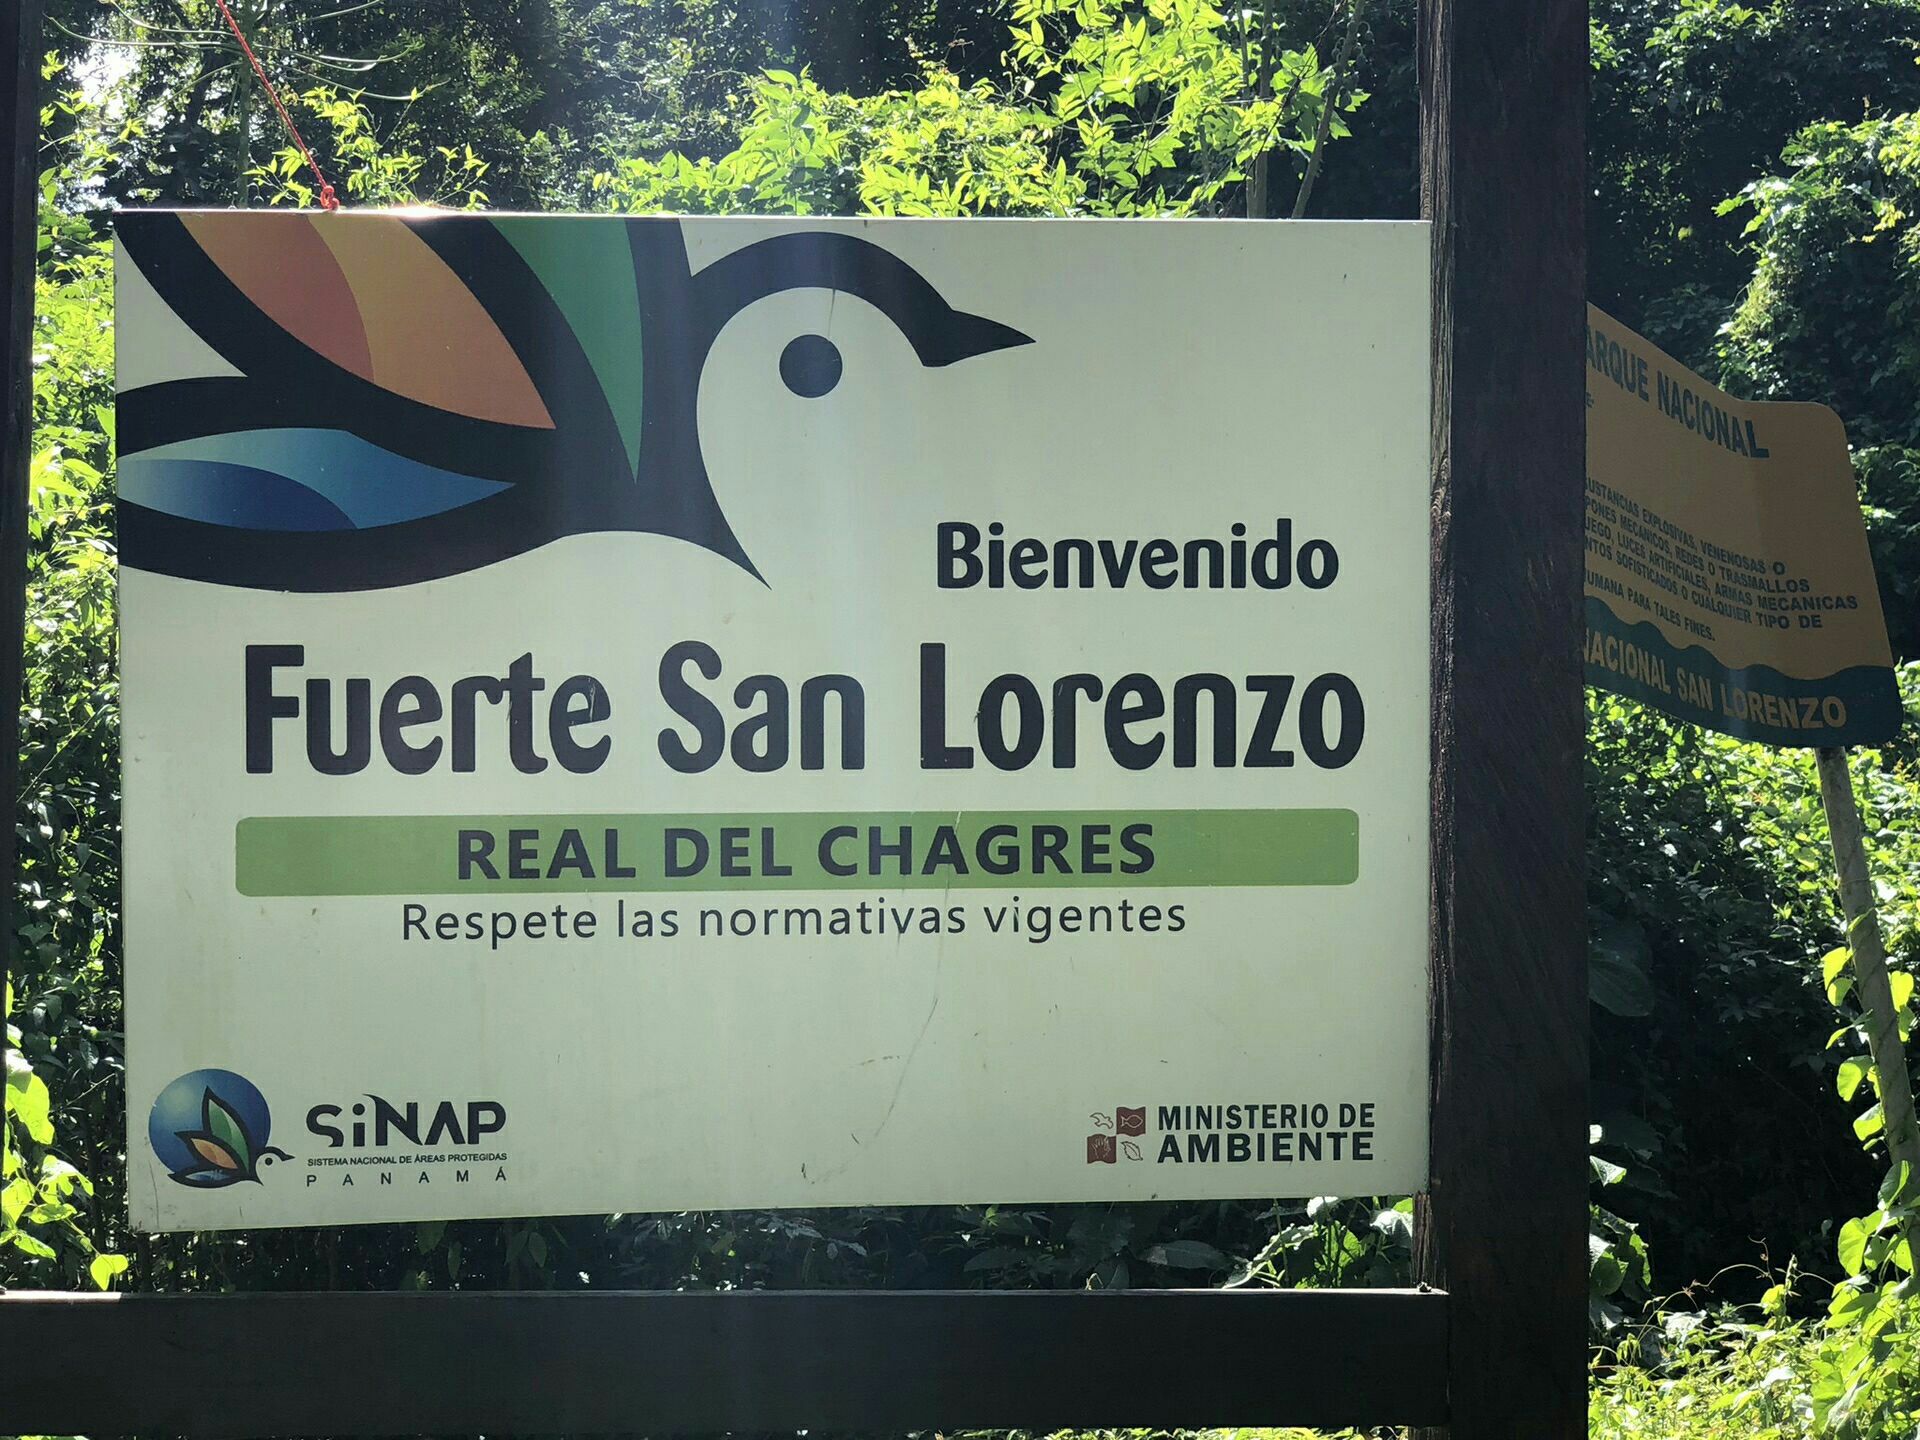 Bienvenido
Fuerte San Lorenzo
REAL DEL CHAGRES
Respete las normativas vigentes
SiNAP
SISTEMA NACIONAL DE ÁREAS PROTEGIDAS
PANAMÁ
MINISTERIO DE
AMBIENTE
ARQUE NACIONAL
USTANCIAS EXPLOSIVAS, VENENOSAS O
PONES MECANICOS, REDES O TRASMALLOS
UEGO, LUCES ARTIFICIALES, ARMAS MECANICAS
NTOS SOFISTICADOS O CUALQUIER TIPO DE
UMANA PARA TALES FINES.
NACIONAL SAN LORENZO